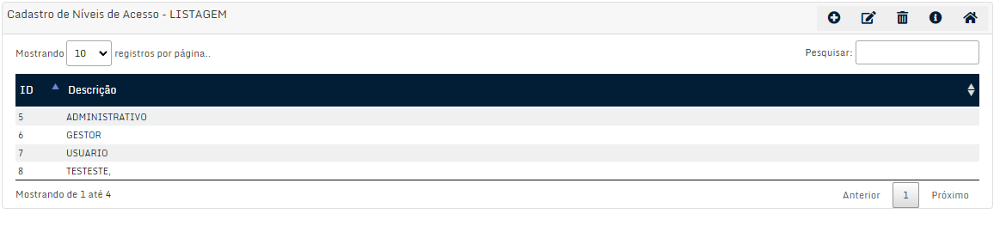 Cadastro de Níveis de Acesso - LISTAGEM
Mostrando 10 registros por página..
Pesquisar:
ID Descrição
5 ADMINISTRATIVO
6 GESTOR
7 USUARIO
8 TESTESTE,
Mostrando de 1 até 4
Anterior 1 Próximo